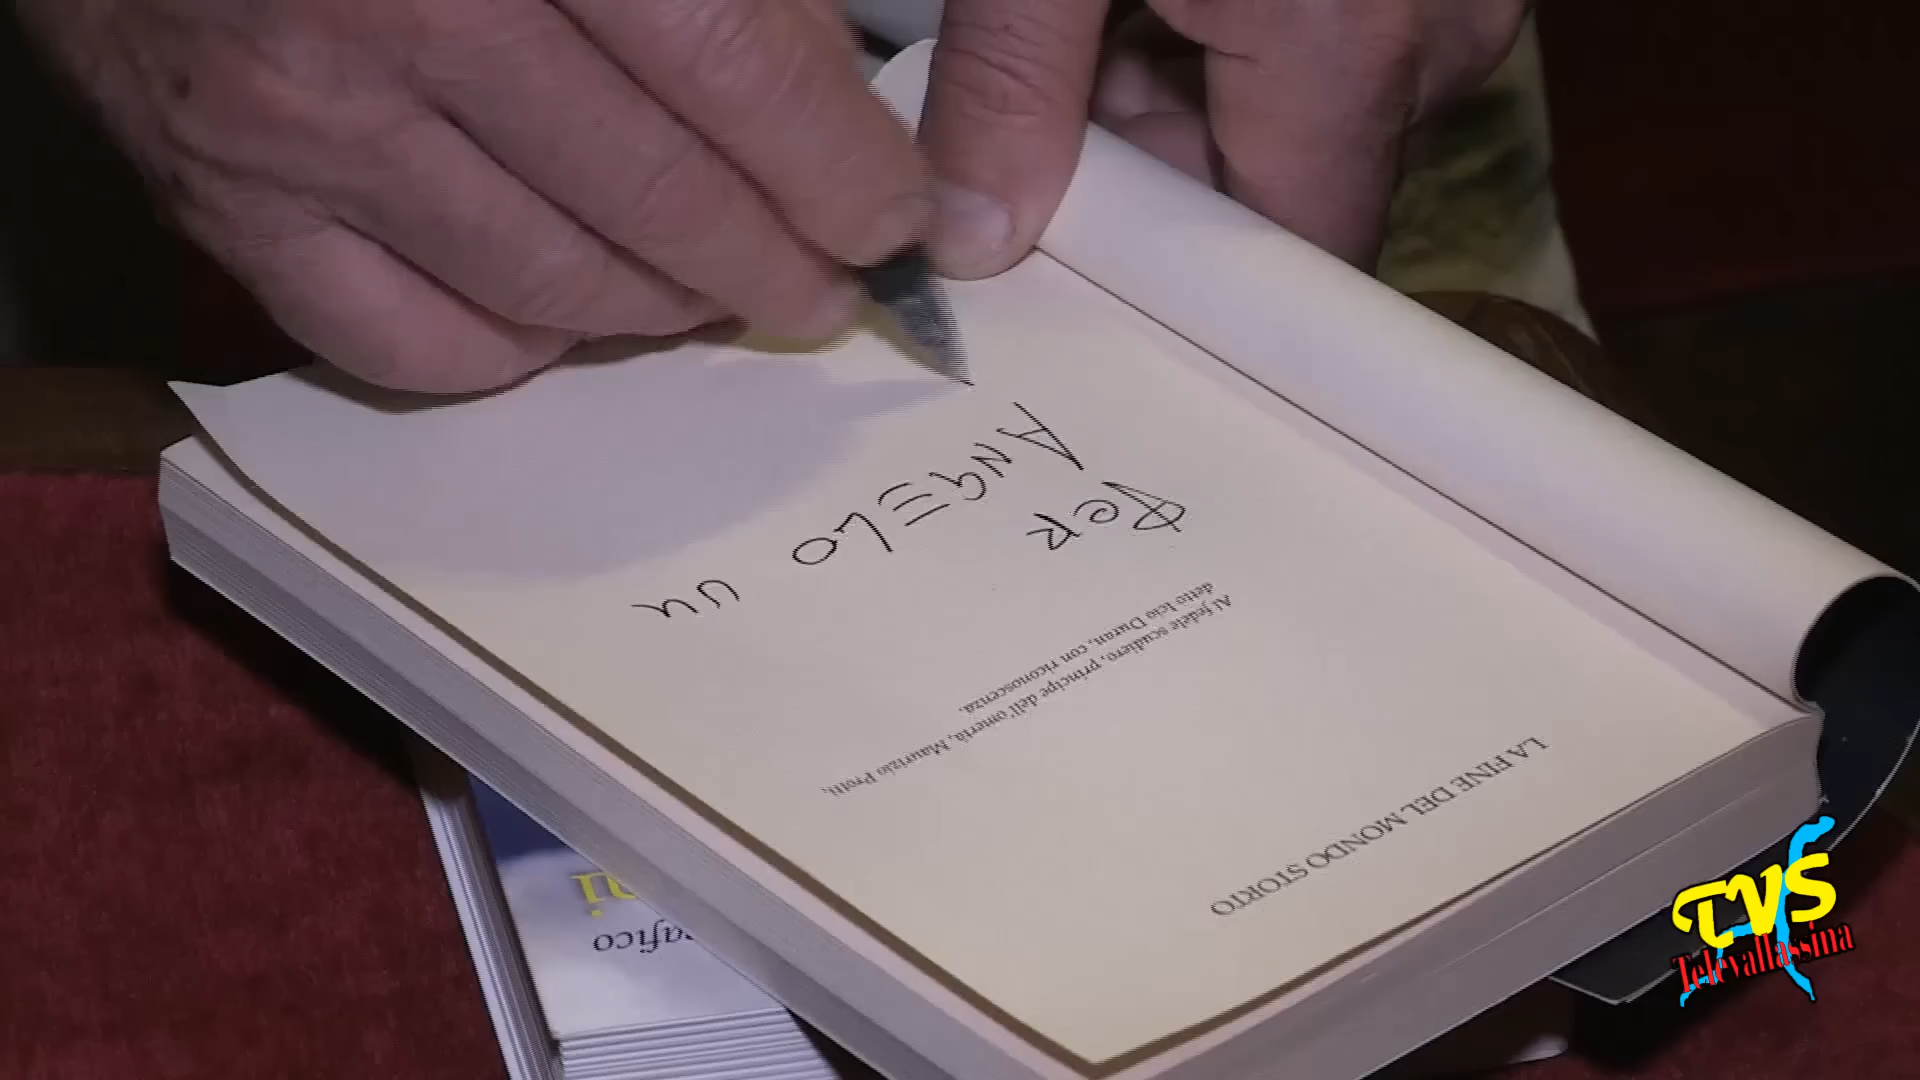 LA FINE DEL MONDO STORTO
Al fedele scudiero, principe dell'omertà, Maurizio Protti,
detto Icio Duran, con riconoscenza.
Per
ANGELO un
TVS
Televallassina